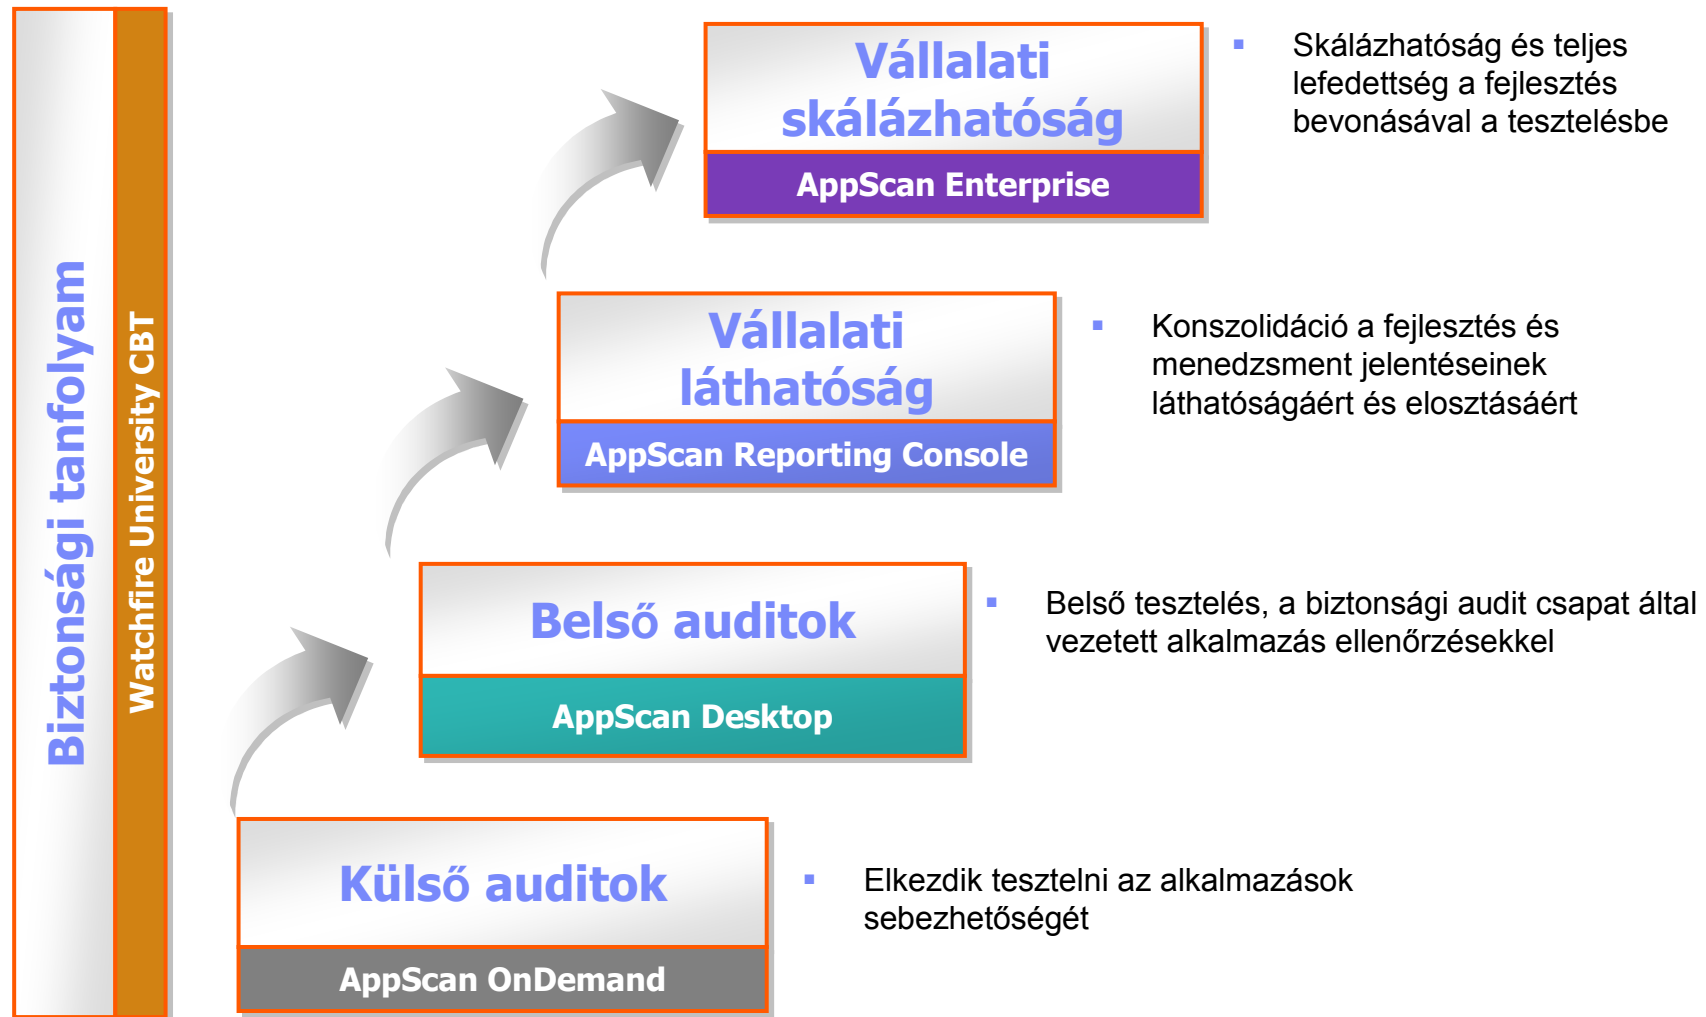 Biztonsági tanfolyam
Watchfire University CBT
Vállalati
skálázhatóság
AppScan Enterprise
▪ Skálázhatóság és teljes
lefedettség a fejlesztés
bevonásával a tesztelésbe
Vállalati
láthatóság
AppScan Reporting Console
▪ Konszolidáció a fejlesztés és
menedzsment jelentéseinek
láthatóságáért és elosztásáért
Belső auditok
AppScan Desktop
▪ Belső tesztelés, a biztonsági audit csapat által
vezetett alkalmazás ellenőrzésekkel
Külső auditok
AppScan OnDemand
▪ Elkezdik tesztelni az alkalmazások
sebezhetőségét